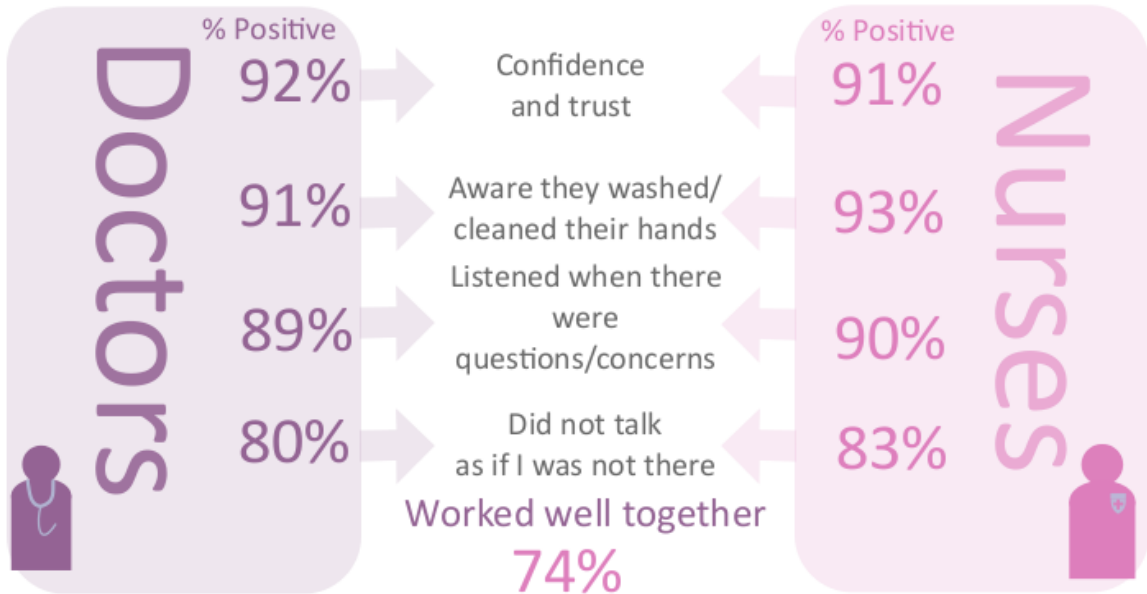 Doctors
% Positive
92%
91%
89%
80%
Confidence
and trust
Aware they washed/
cleaned their hands
Listened when there
were
questions/concerns
Did not talk
as if I was not there
Worked well together
74%
% Positive
91%
93%
90%
83%
Nurses